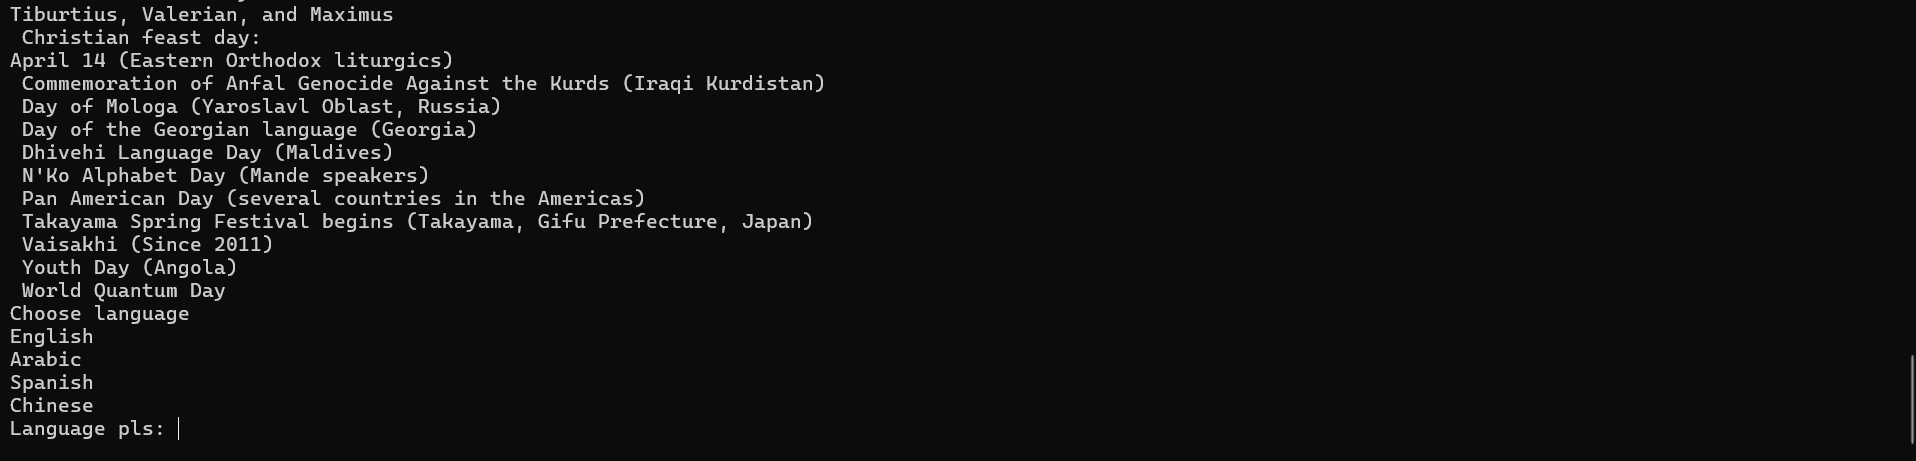 Tiburtius, Valerian, and Maximus
Christian feast day:
April 14 (Eastern Orthodox liturgics)
Commemoration of Anfal Genocide Against the Kurds (Iraqi Kurdistan)
Day of Mologa (Yaroslavl Oblast, Russia)
Day of the Georgian language (Georgia)
Dhivehi Language Day (Maldives)
N'Ko Alphabet Day (Mande speakers)
Pan American Day (several countries in the Americas)
Takayama Spring Festival begins (Takayama, Gifu Prefecture, Japan)
Vaisakhi (Since 2011)
Youth Day (Angola)
World Quantum Day
Choose language
English
Arabic
Spanish
Chinese
Language pls: